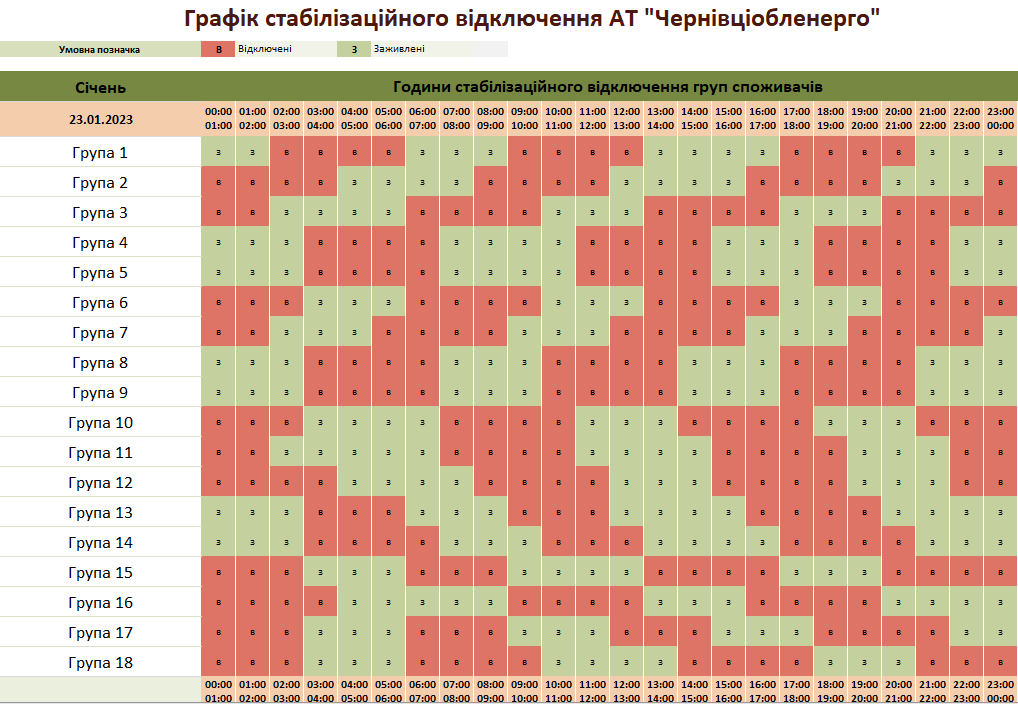 Графік стабілізаційного відключення АТ "Чернівціобленерго"
Умовна позначка В Відключені З Заживлені
Січень Години стабілізаційного відключення груп споживачів
23.01.2023 00:00 01:00 02:00 03:00 04:00 05:00 06:00 07:00 08:00 09:00 10:00 11:00 12:00 13:00 14:00 15:00 16:00 17:00 18:00 19:00 20:00 21:00 22:00 23:00
01:00 02:00 03:00 04:00 05:00 06:00 07:00 08:00 09:00 10:00 11:00 12:00 13:00 14:00 15:00 16:00 17:00 18:00 19:00 20:00 21:00 22:00 23:00 00:00
Група 1 з з в в в в з з з в в в в з з з з в в в в з з з
Група 2 в в в в з з з з в в в в з з з з в в в в з з з в
Група 3 в в з з з з в в в в з з з в в в в з з з в в в в
Група 4 з з з в в в в з з з з в в в в з з з в в в в з з
Група 5 з з з в в в в з з з з в в в в з з з в в в в з з
Група 6 в в в з з з в в в в з з з в в в в з з з в в в в
Група 7 в в з з з в в в в з з з в в в в з з з в в в в з
Група 8 з з з в в в в з з з в в в в з з з в в в в з з з
Група 9 з з з в в в в з з з в в в в з з з в в в в з з з
Група 10 в в в з з з з в в в в з з з в в в в з з з в в в
Група 11 в в з з з з з в в в в з з з з в в в в з з з в в
Група 12 в в в в з з з з в в в в з з з в в в в з з з в в
Група 13 з з з в в в з з з в в в з з з з в в в в з з з з
Група 14 з з з в в в в з з з в в в з з з з в в в в з з з
Група 15 в в в з з з в в в з з з з в в в в з з з в в в в
Група 16 в в в в з з з з з в в в в з з з в в в в з з з з
Група 17 в в в з з з в в в з з з в в в з з з в в в в з з
Група 18 в в в з з з в в в в з з з з в в в в з з з в в в
00:00 01:00 02:00 03:00 04:00 05:00 06:00 07:00 08:00 09:00 10:00 11:00 12:00 13:00 14:00 15:00 16:00 17:00 18:00 19:00 20:00 21:00 22:00 23:00
01:00 02:00 03:00 04:00 05:00 06:00 07:00 08:00 09:00 10:00 11:00 12:00 13:00 14:00 15:00 16:00 17:00 18:00 19:00 20:00 21:00 22:00 23:00 00:00